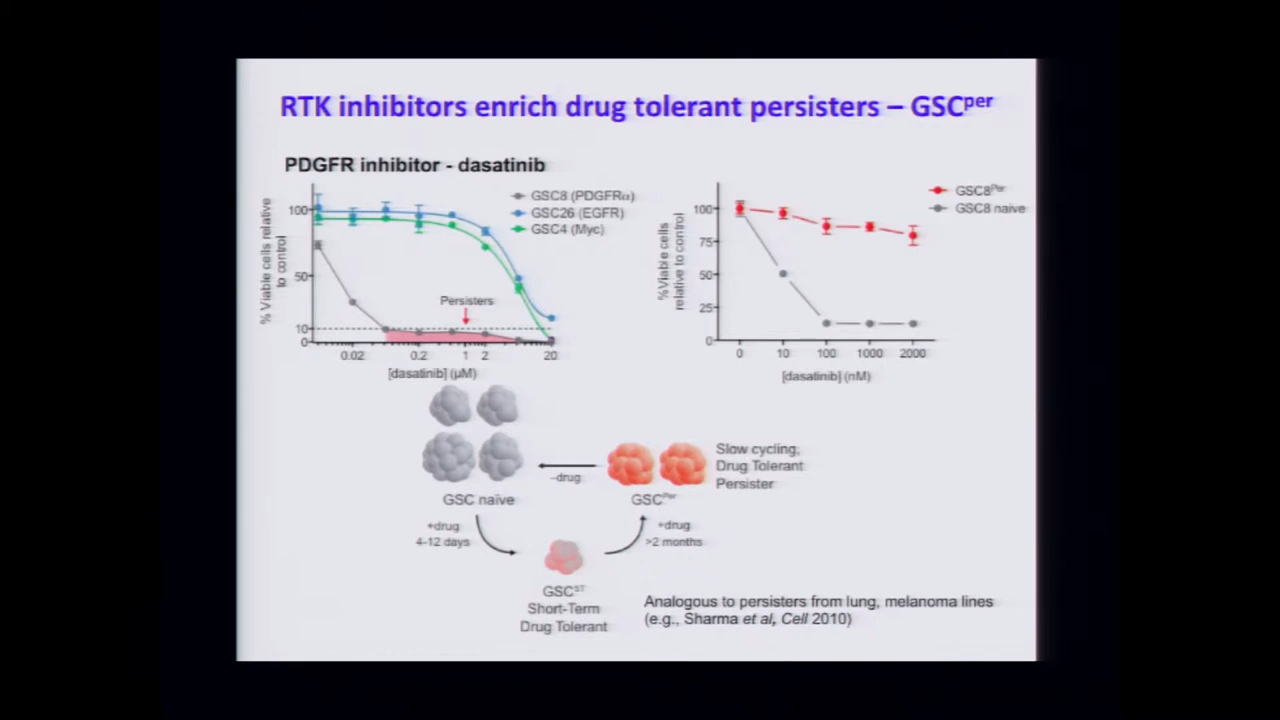 RTK inhibitors enrich drug tolerant persisters – GSCper
PDGFR inhibitor - dasatinib
% Viable cells relative
to control
100
50
10
0
GSC8 (PDGFRα)
GSC26 (EGFR)
GSC4 (Myc)
Persisters
0.02
0.2
1
2
20
[dasatinib] (µM)
%Viable cells
relative to control
100
75
50
25
0
GSC8Per
GSC8 naive
0
10
100
1000
2000
[dasatinib] (nM)
GSC naïve
–drug
GSCPer
Slow cycling,
Drug Tolerant
Persister
+drug
4-12 days
+drug
>2 months
GSCST
Short-Term
Drug Tolerant
Analogous to persisters from lung, melanoma lines
(e.g., Sharma et al, Cell 2010)